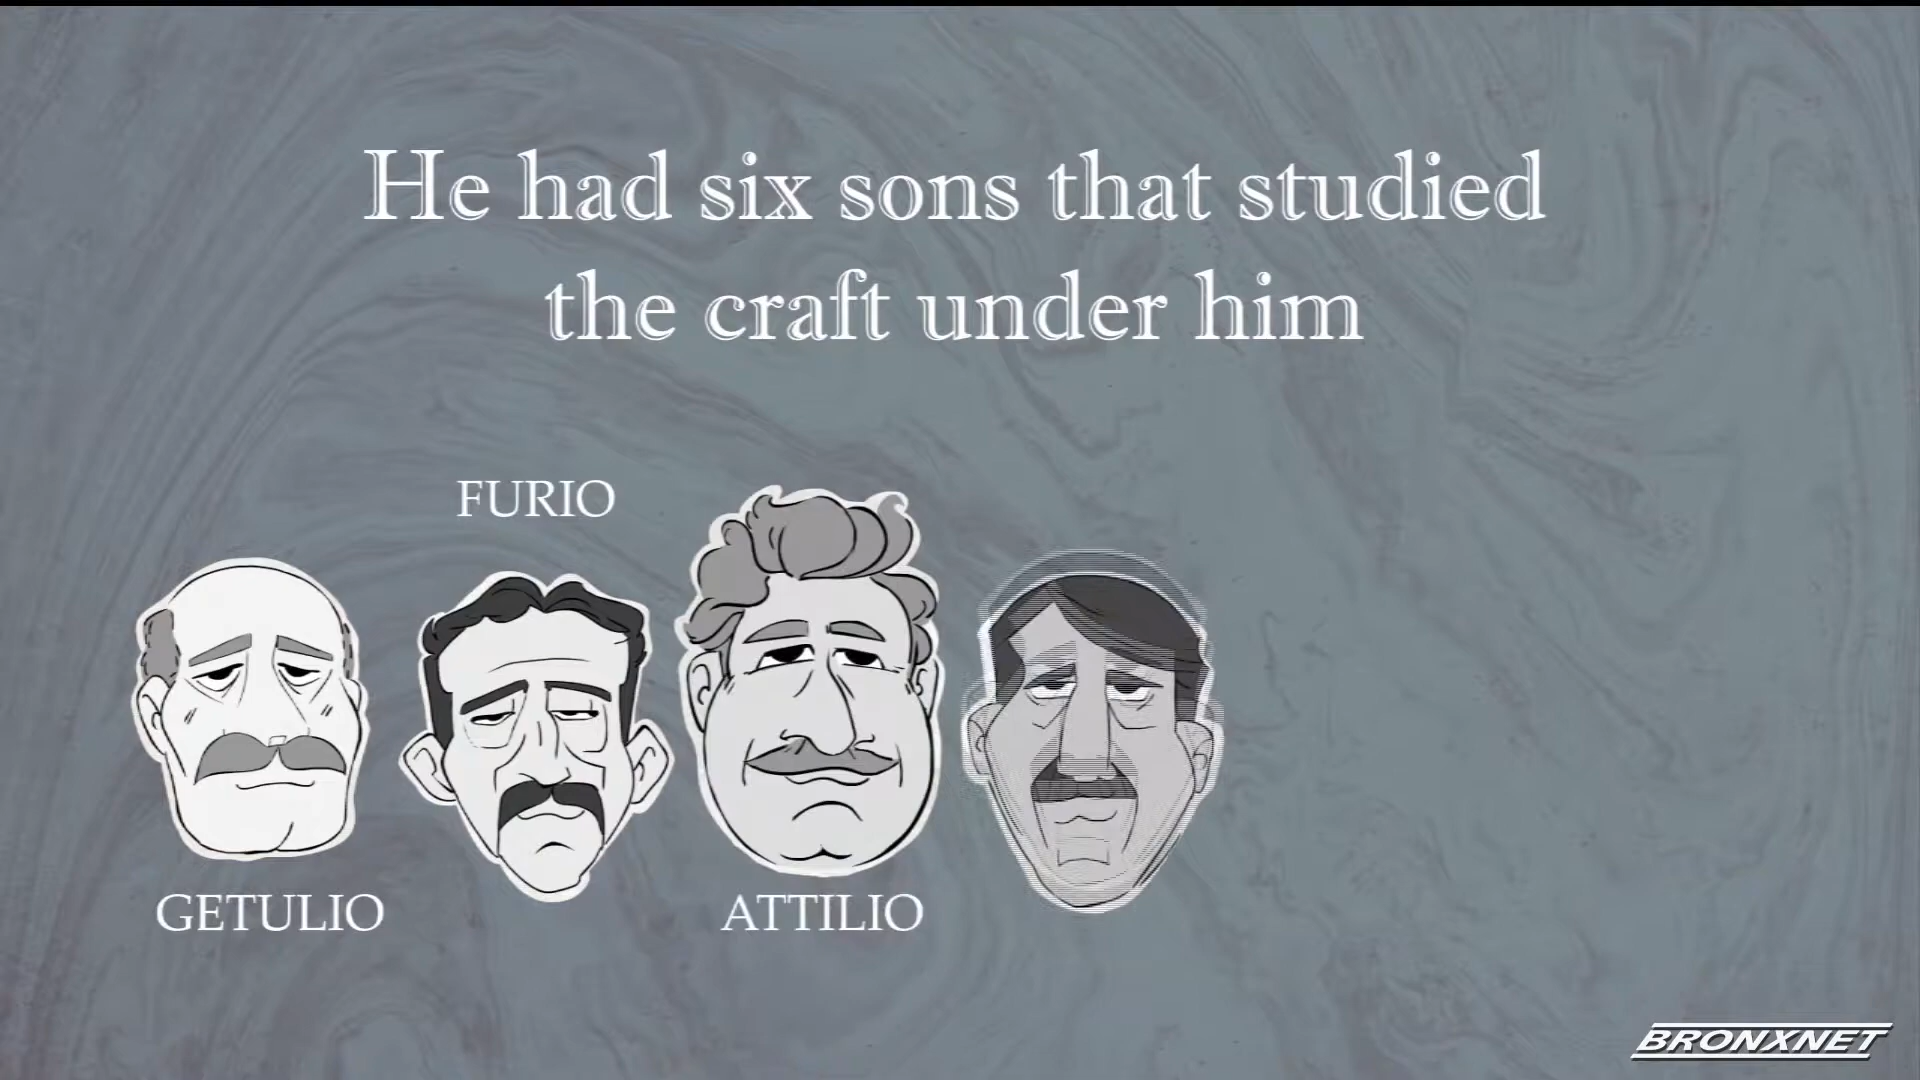 He had six sons that studied
the craft under him
FURIO
GETULIO
ATTILIO
BRONXNET